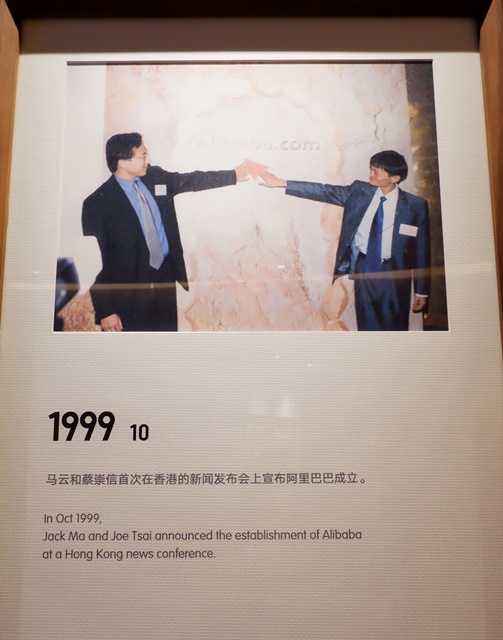 Alibaba.com
1999 10
马云和蔡崇信首次在香港的新闻发布会上宣布阿里巴巴成立。
In Oct 1999,
Jack Ma and Joe Tsai announced the establishment of Alibaba
at a Hong Kong news conference.